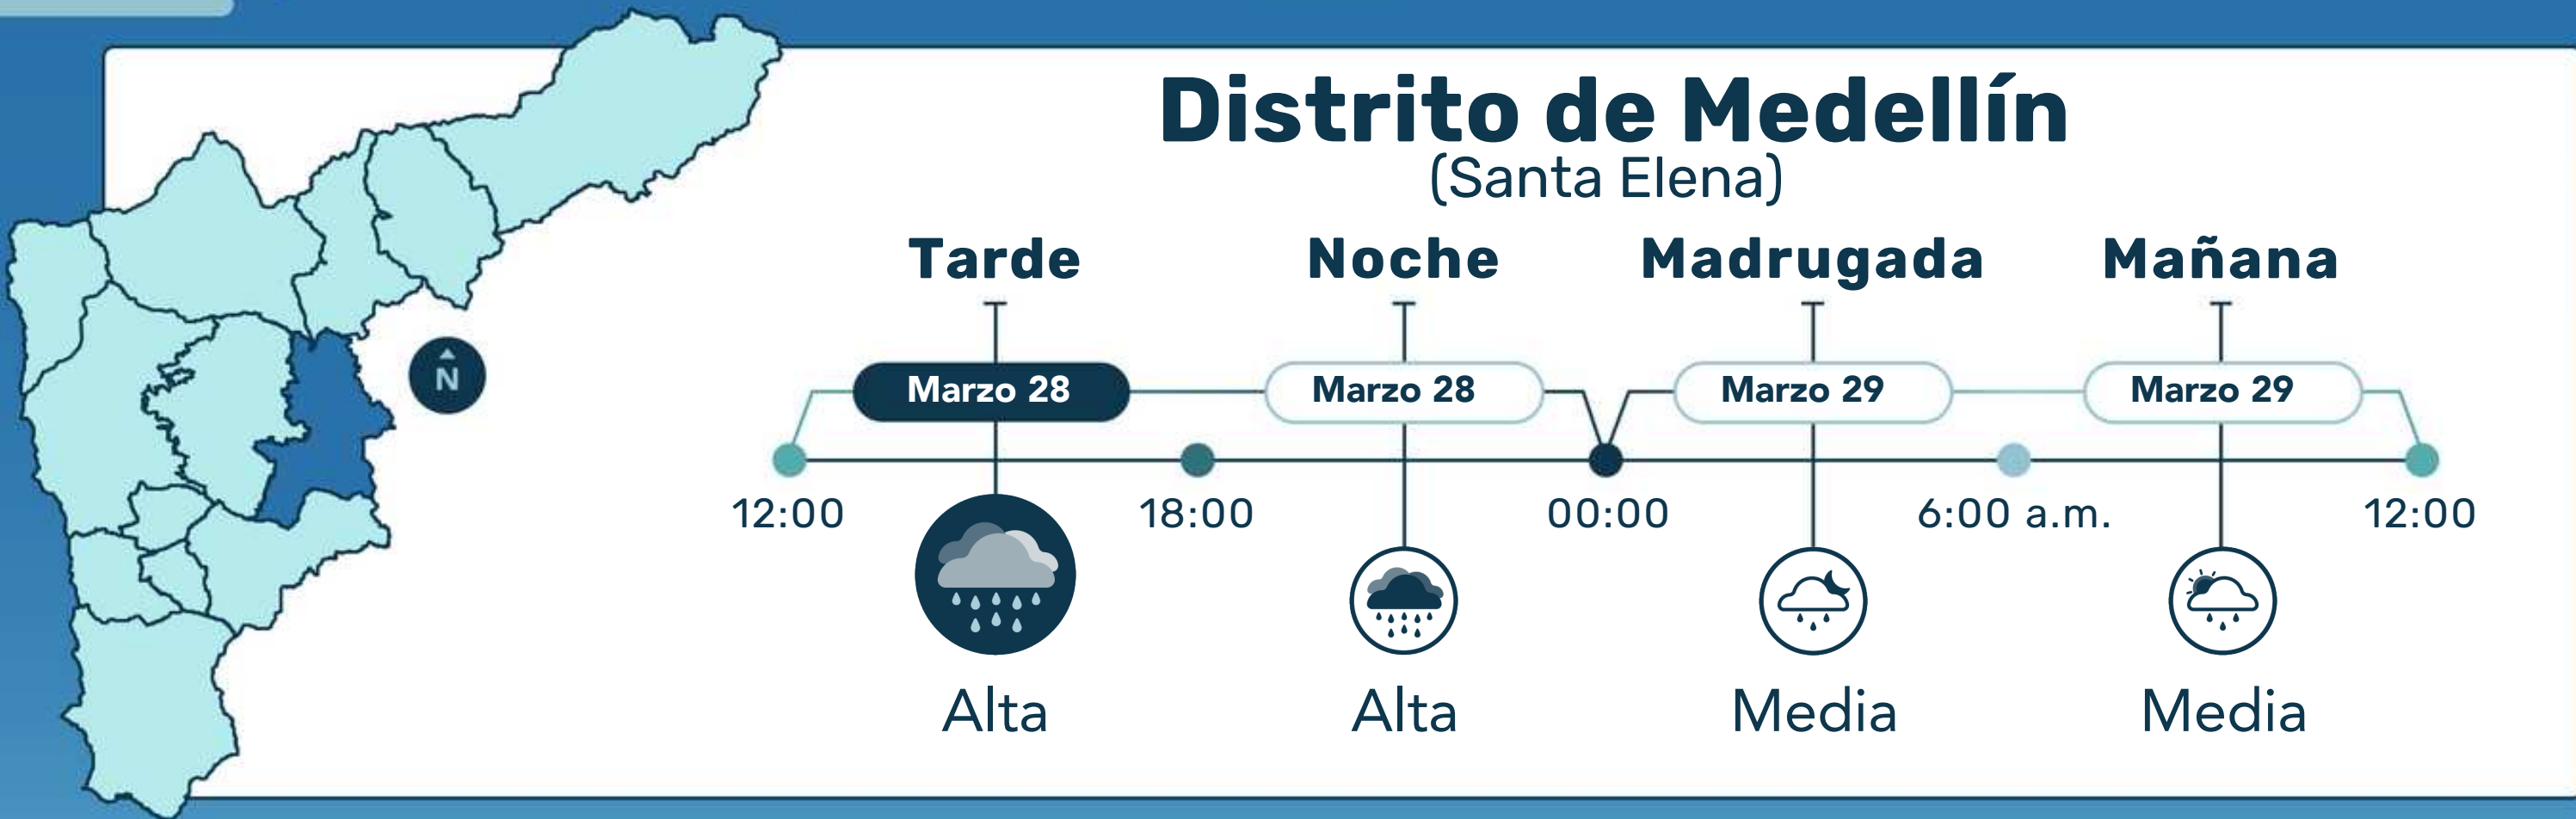 Distrito de Medellín
(Santa Elena)
Tarde Noche Madrugada Mañana
N
Marzo 28 Marzo 28 Marzo 29 Marzo 29
12:00 18:00 00:00 6:00 a.m. 12:00
Alta Alta Media Media